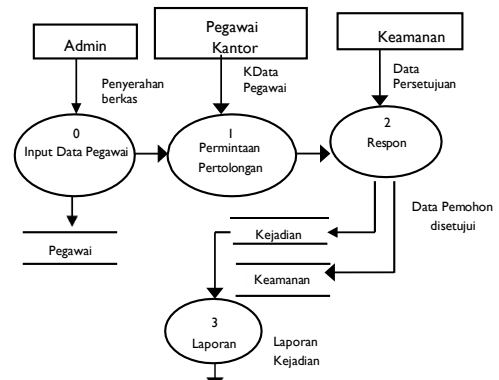 Admin
Pegawai
Kantor
Keamanan
Penyerahan
berkas
KData
Pegawai
Data
Persetujuan
0
Input Data Pegawai
1
Permintaan
Pertolongan
2
Respon
Pegawai
Kejadian
Data Pemohon
disetujui
Keamanan
3
Laporan
Laporan
Kejadian